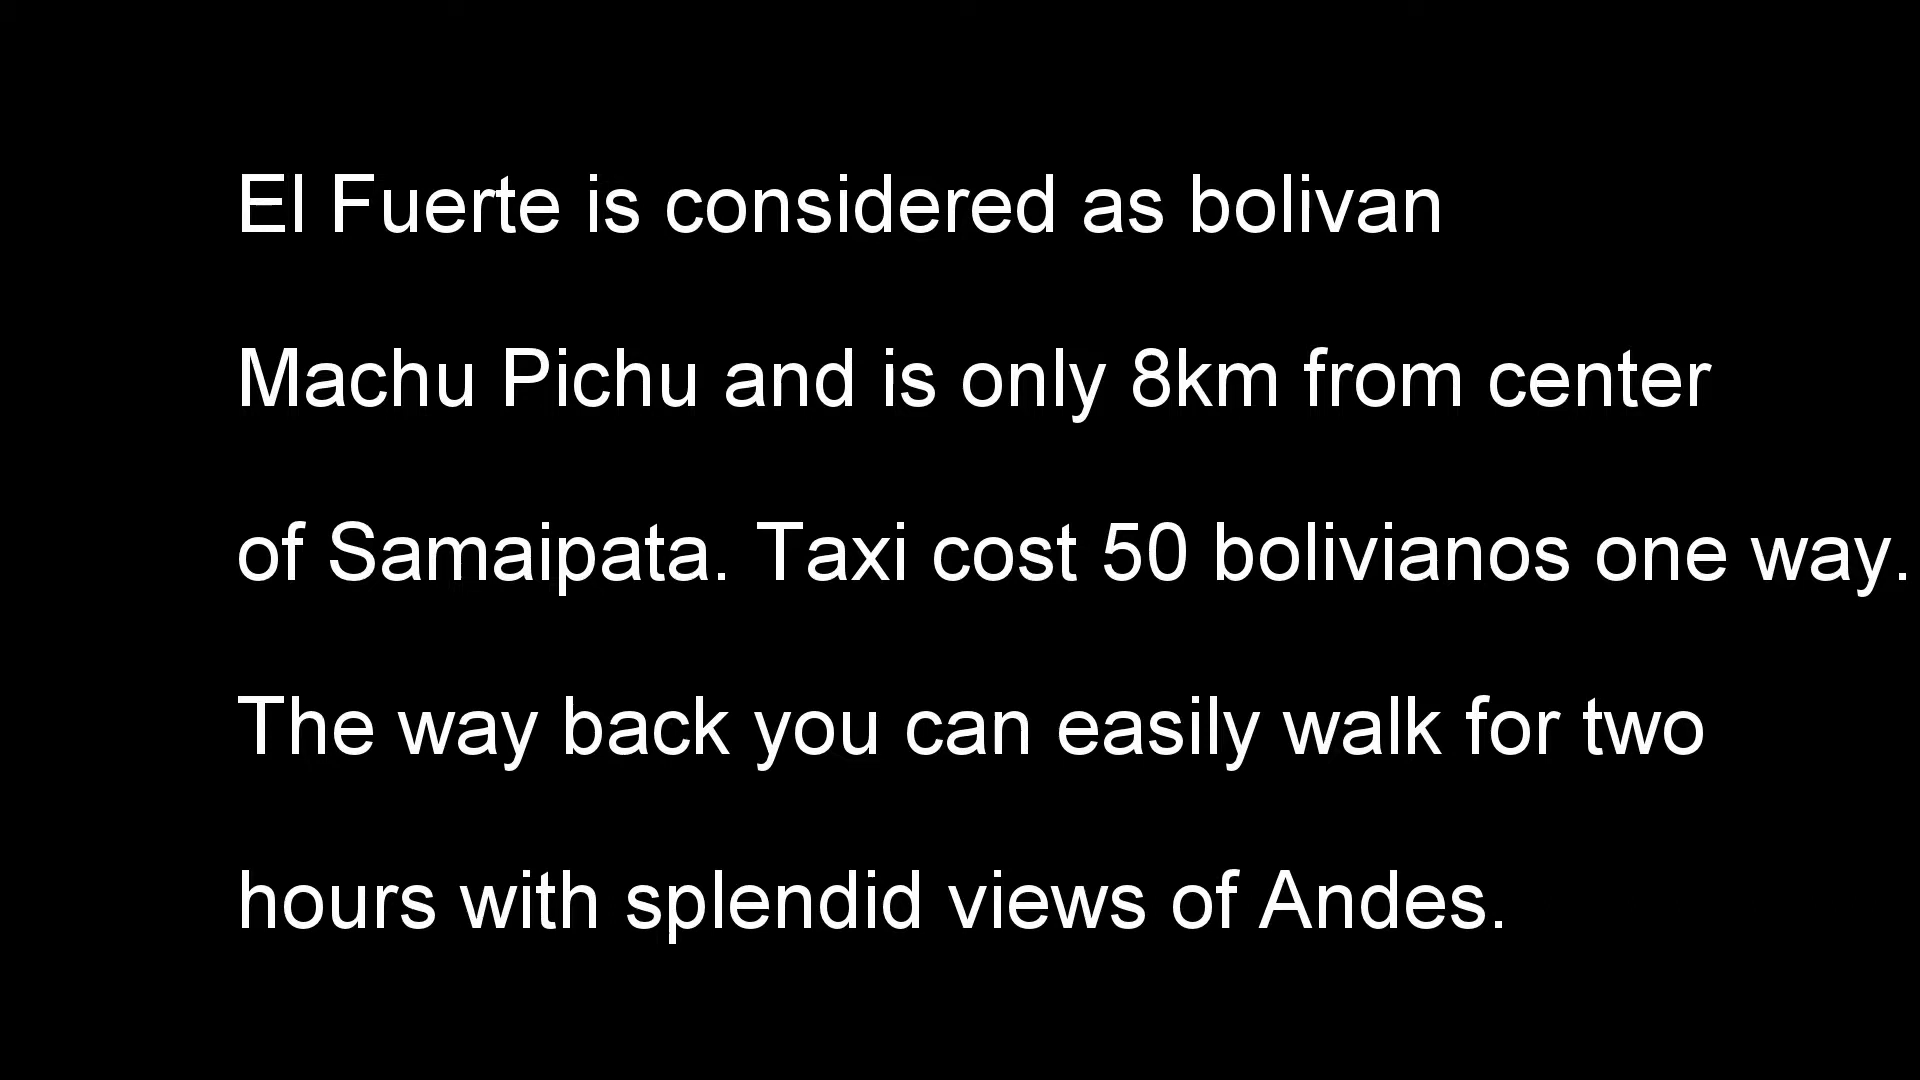 El Fuerte is considered as bolivan
Machu Pichu and is only 8km from center
of Samaipata. Taxi cost 50 bolivianos one way.
The way back you can easily walk for two
hours with splendid views of Andes.